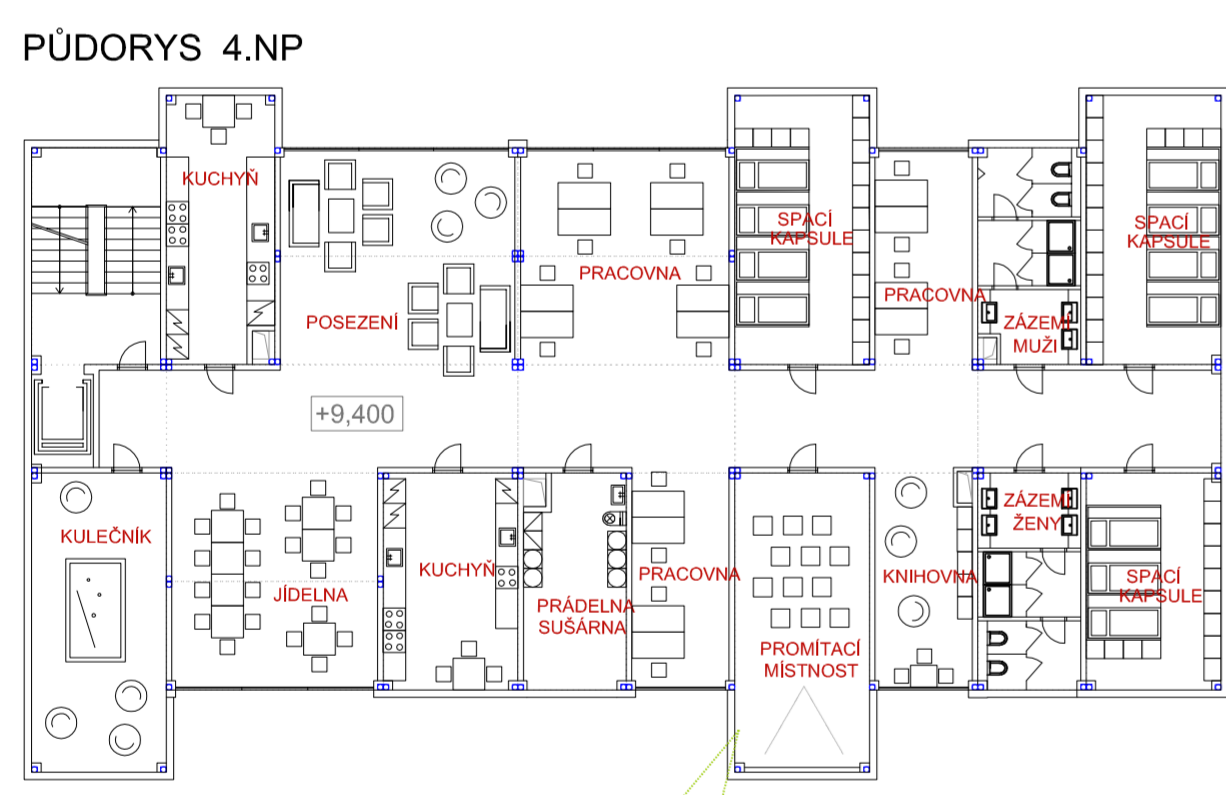 PŮDORYS 4.NP
KUCHYŇ
POSEZENÍ
PRACOVNA
SPACÍ
KAPSULE
PRACOVNA
ZÁZEMÍ
MUŽI
SPACÍ
KAPSULE
+9,400
KULEČNÍK
JÍDELNA
KUCHYŇ
PRÁDELNA
SUŠÁRNA
PRACOVNA
PROMÍTACÍ
MÍSTNOST
KNIHOVNA
ZÁZEMÍ
ŽENY
SPACÍ
KAPSULE